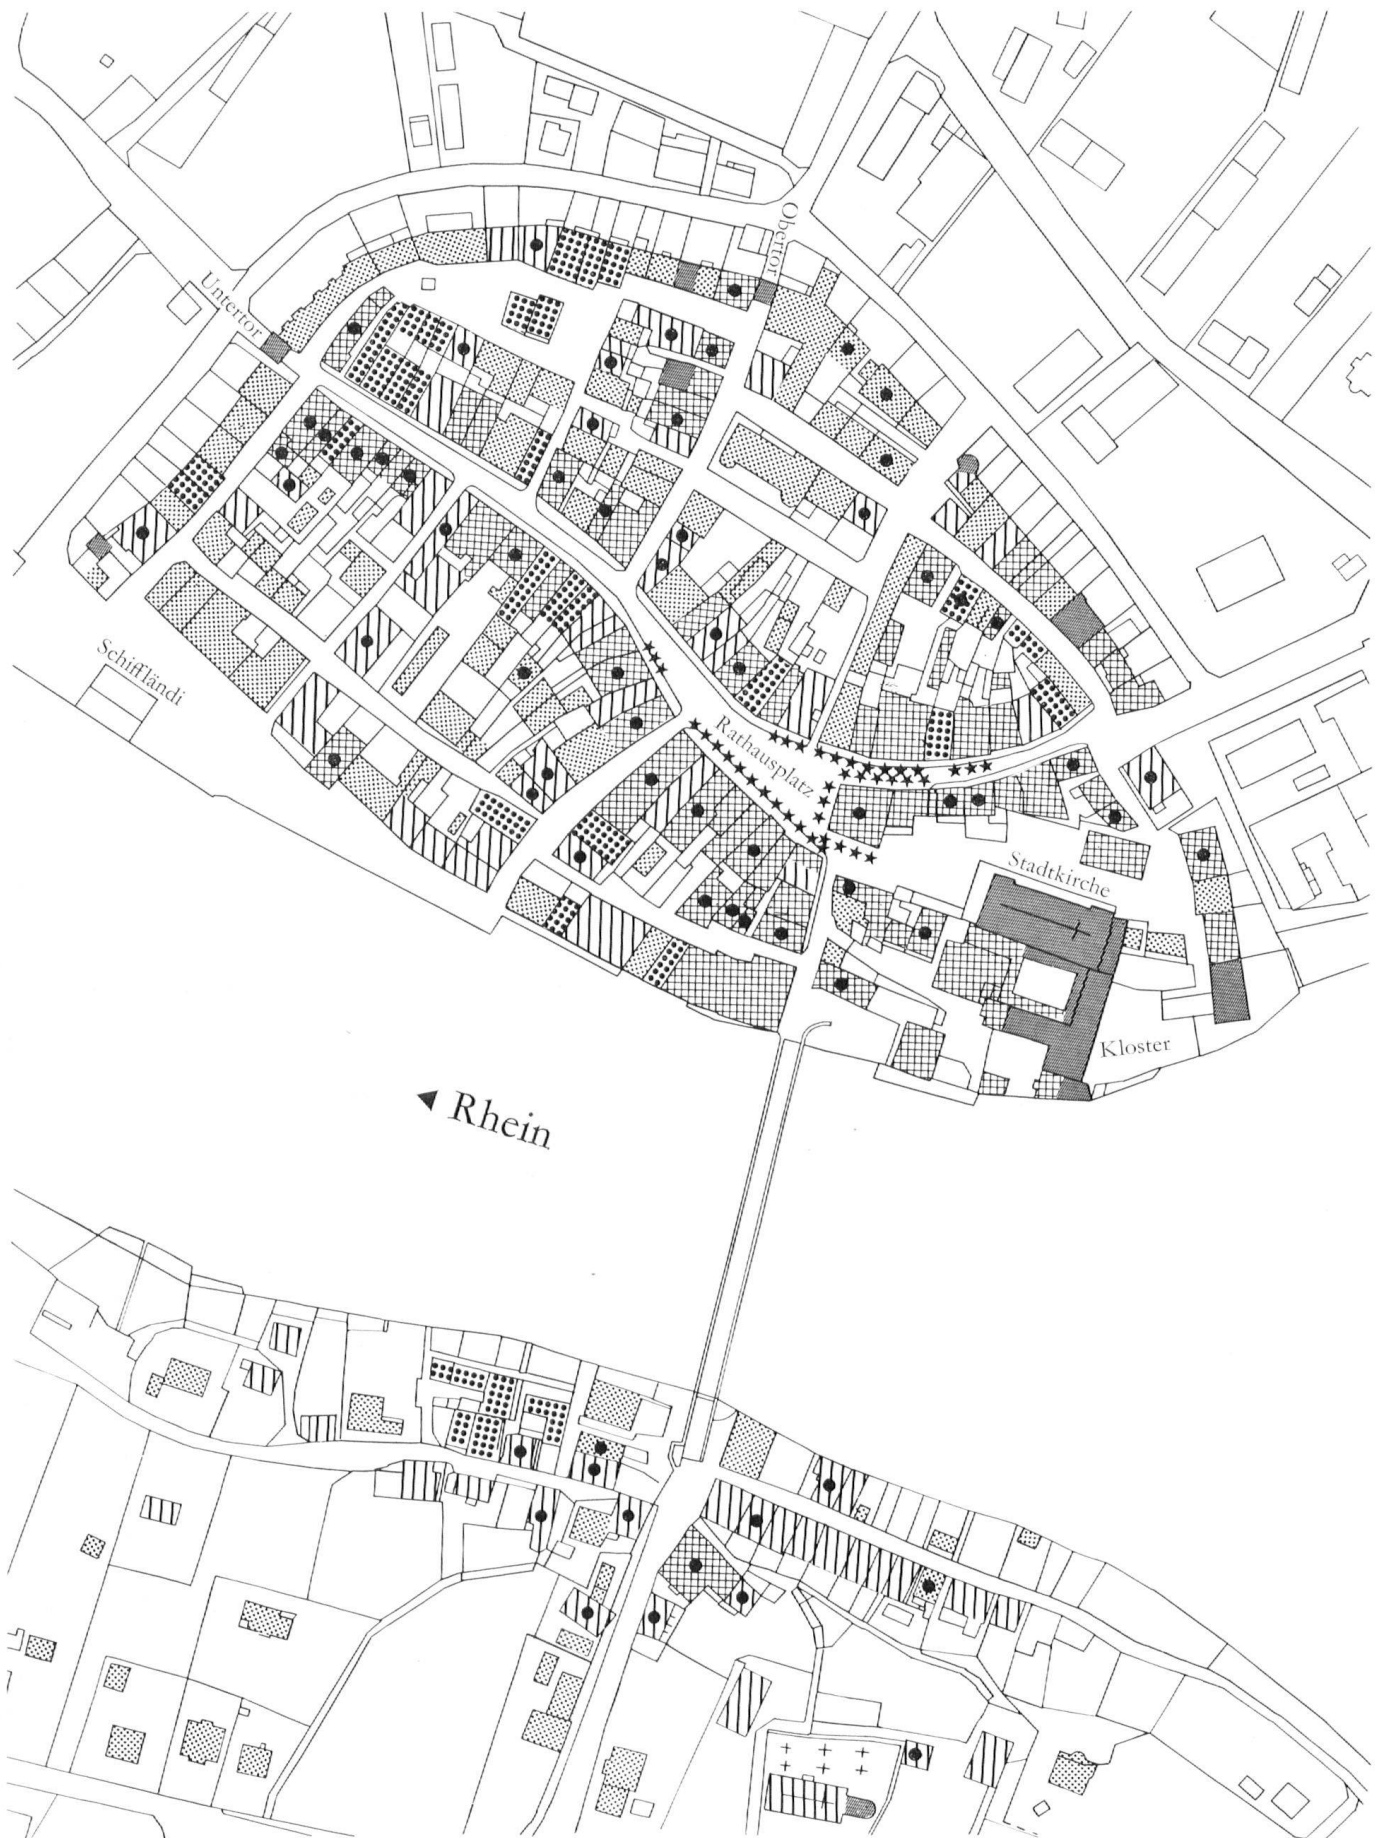 Obertor
Untertor
Schiffländi
Rathausplatz
Stadtkirche
Kloster
Rhein